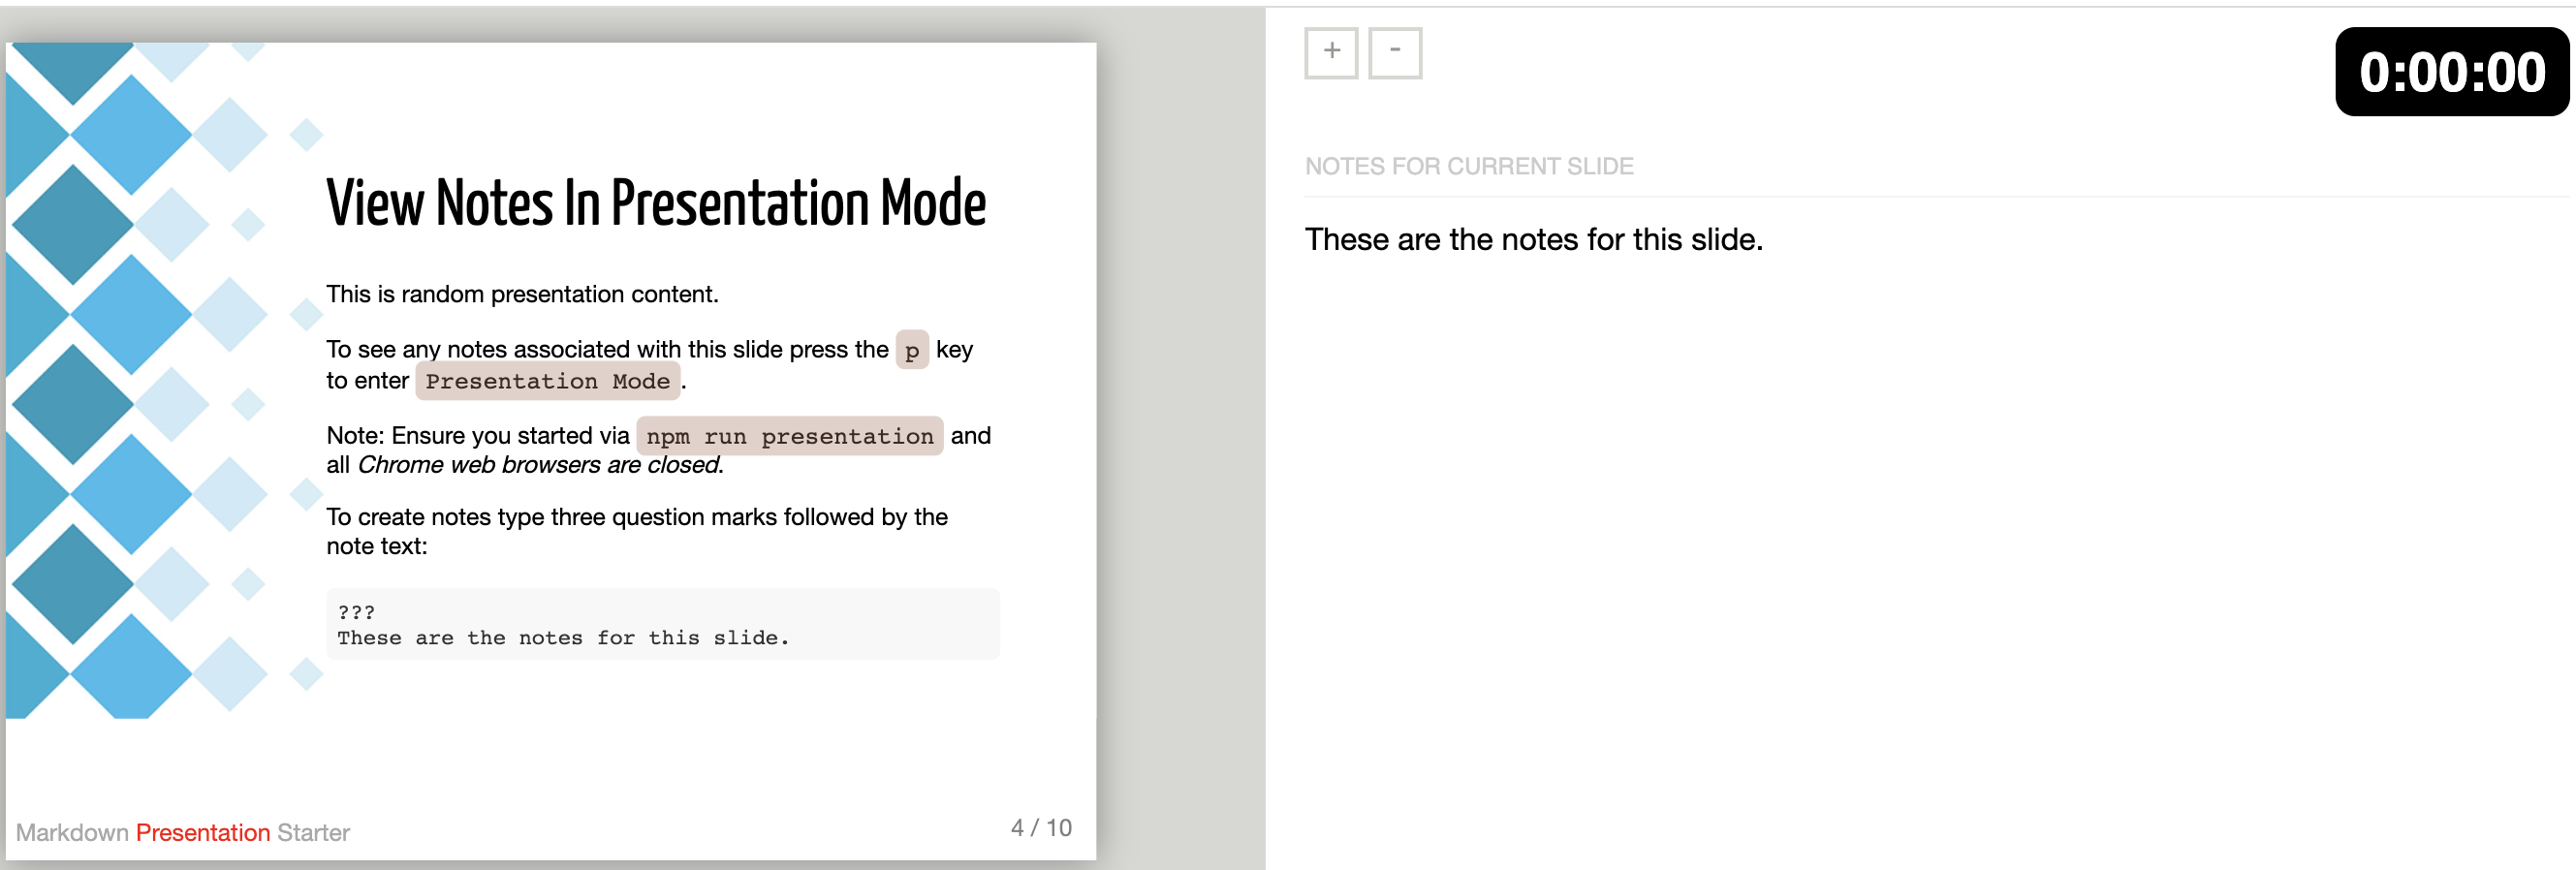 View Notes In Presentation Mode
This is random presentation content.
To see any notes associated with this slide press the p key
to enter Presentation Mode.
Note: Ensure you started via npm run presentation and
all Chrome web browsers are closed.
To create notes type three question marks followed by the
note text:
???
These are the notes for this slide.
Markdown Presentation Starter
4 / 10
+ -
0:00:00
NOTES FOR CURRENT SLIDE
These are the notes for this slide.